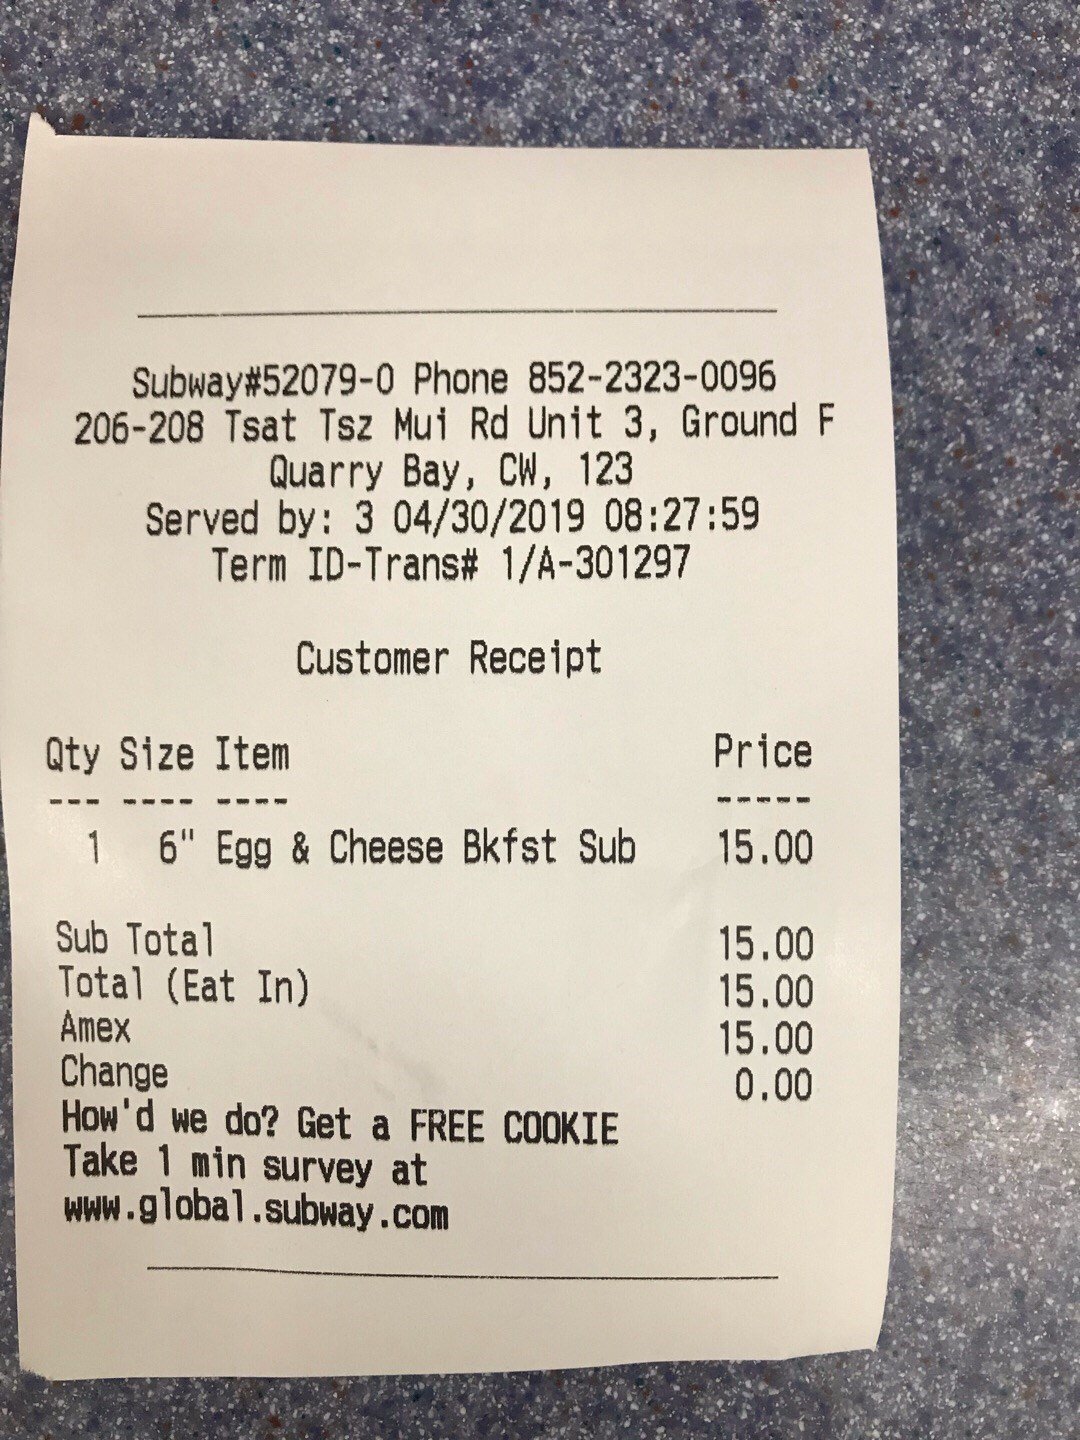 Subway#52079-0 Phone 852-2323-0096
206-208 Tsat Tsz Mui Rd Unit 3, Ground F
Quarry Bay, CW, 123
Served by: 3 04/30/2019 08:27:59
Term ID-Trans# 1/A-301297
Customer Receipt
Qty Size Item Price
--- ---- ---- -----
1 6" Egg & Cheese Bkfst Sub 15.00
Sub Total 15.00
Total (Eat In) 15.00
Amex 15.00
Change 0.00
How'd we do? Get a FREE COOKIE
Take 1 min survey at
www.global.subway.com